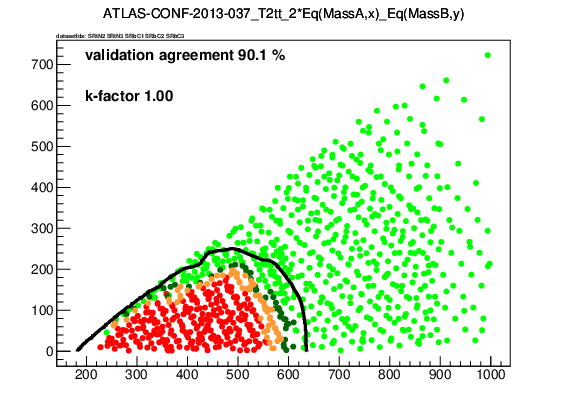 ATLAS-CONF-2013-037_T2tt_2*Eq(MassA,x)_Eq(MassB,y)
datasetIds: SRtN2 SRtN3 SRbC1 SRbC2 SRbC3
validation agreement 90.1 %
k-factor 1.00
700
600
500
400
300
200
100
0
200 300 400 500 600 700 800 900 1000